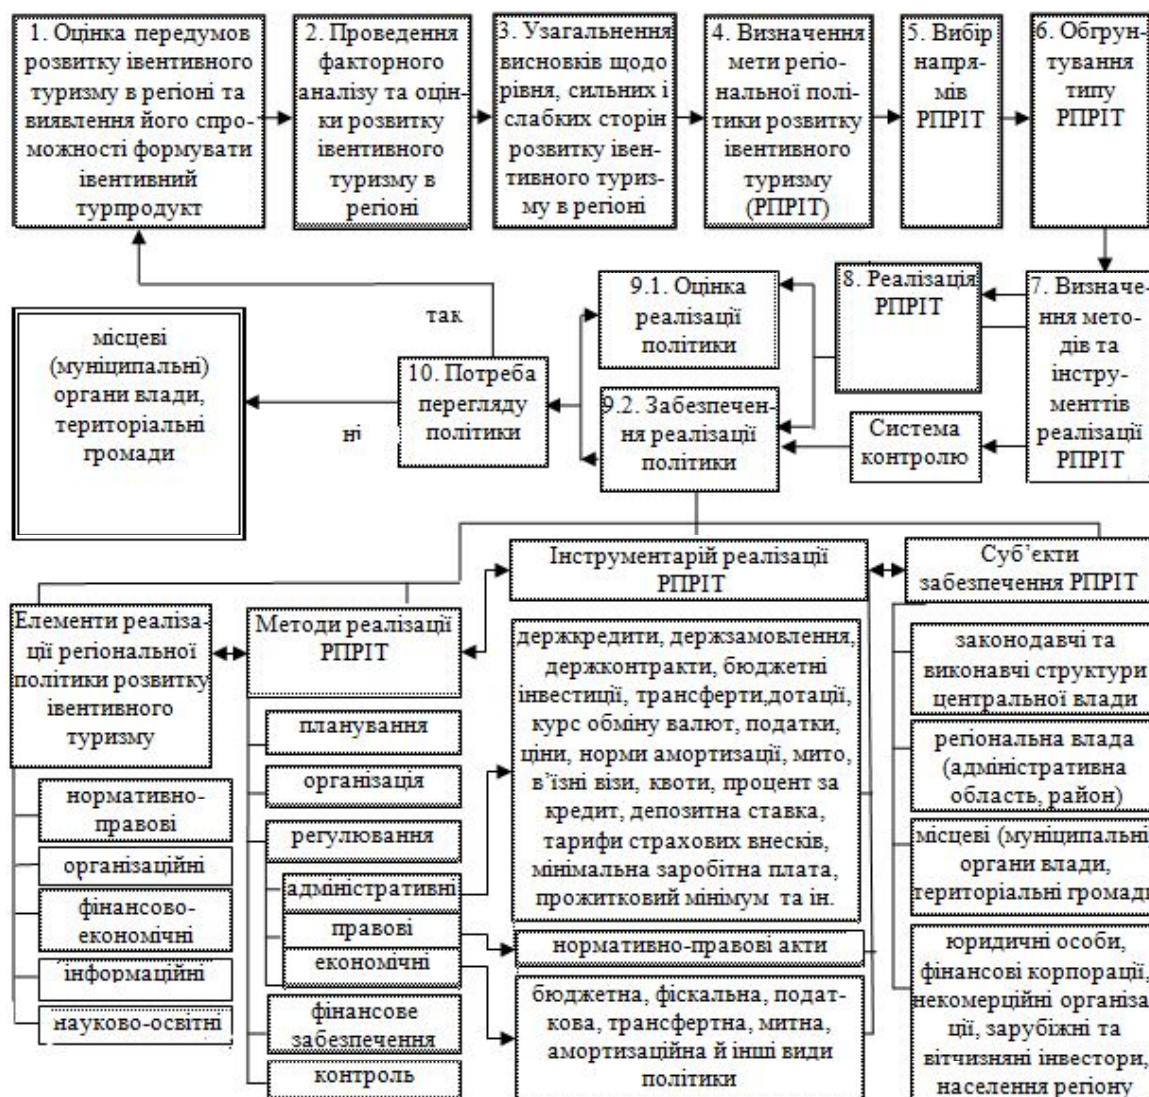 1. Оцінка передумов
розвитку івентивного
туризму в регіоні та
виявлення його спро-
можності формувати
івентивний
турпродукт
2. Проведення
факторного
аналізу та оцін-
ки розвитку
івентивного
туризму в
регіоні
3. Узагальнення
висновків щодо
рівня, сильних і
слабких сторін
розвитку івен-
тивного туриз-
му в регіоні
4. Визначення
мети регіо-
нальної полі-
тики розвитку
івентивного
туризму
(РПРІТ)
5. Вибір
напря-
мів
РПРІТ
6. Обгрун-
тування
типу
РПРІТ
7. Визначе-
ння мето-
дів та
інстру-
менттів
реалізації
РПРІТ
8. Реалізація
РПРІТ
Система
контролю
9.1. Оцінка
реалізації
політики
9.2. Забезпечен-
ня реалізації
політики
10. Потреба
перегляду
політики
так
ні
місцеві
(муніципальні)
органи влади,
територіальні
громади
Елементи реаліза-
ції регіональної
політики розвитку
івентивного
туризму
нормативно-
правові
організаційні
фінансово-
економічні
інформаційні
науково-освітні
Методи реалізації
РПРІТ
планування
організація
регулювання
адміністративні
правові
економічні
фінансове
забезпечення
контроль
Інструментарій реалізації
РПРІТ
держкредити, держзамовлення,
держконтракти, бюджетні
інвестиції, трансферти,дотації,
курс обміну валют, податки,
ціни, норми амортизації, мито,
в’їзні візи, квоти, процент за
кредит, депозитна ставка,
тарифи страхових внесків,
мінімальна заробітна плата,
прожитковий мінімум та ін.
нормативно-правові акти
бюджетна, фіскальна, подат-
кова, трансфертна, митна,
амортизаційна й інші види
політики
Суб’єкти
забезпечення РПРІТ
законодавчі та
виконавчі структури
центральної влади
регіональна влада
(адміністративна
область, район)
місцеві (муніципальні
органи влади,
територіальні громади
юридичні особи,
фінансові корпорації,
некомерційні організа-
ції, зарубіжні та
вітчизняні інвестори,
населення регіону